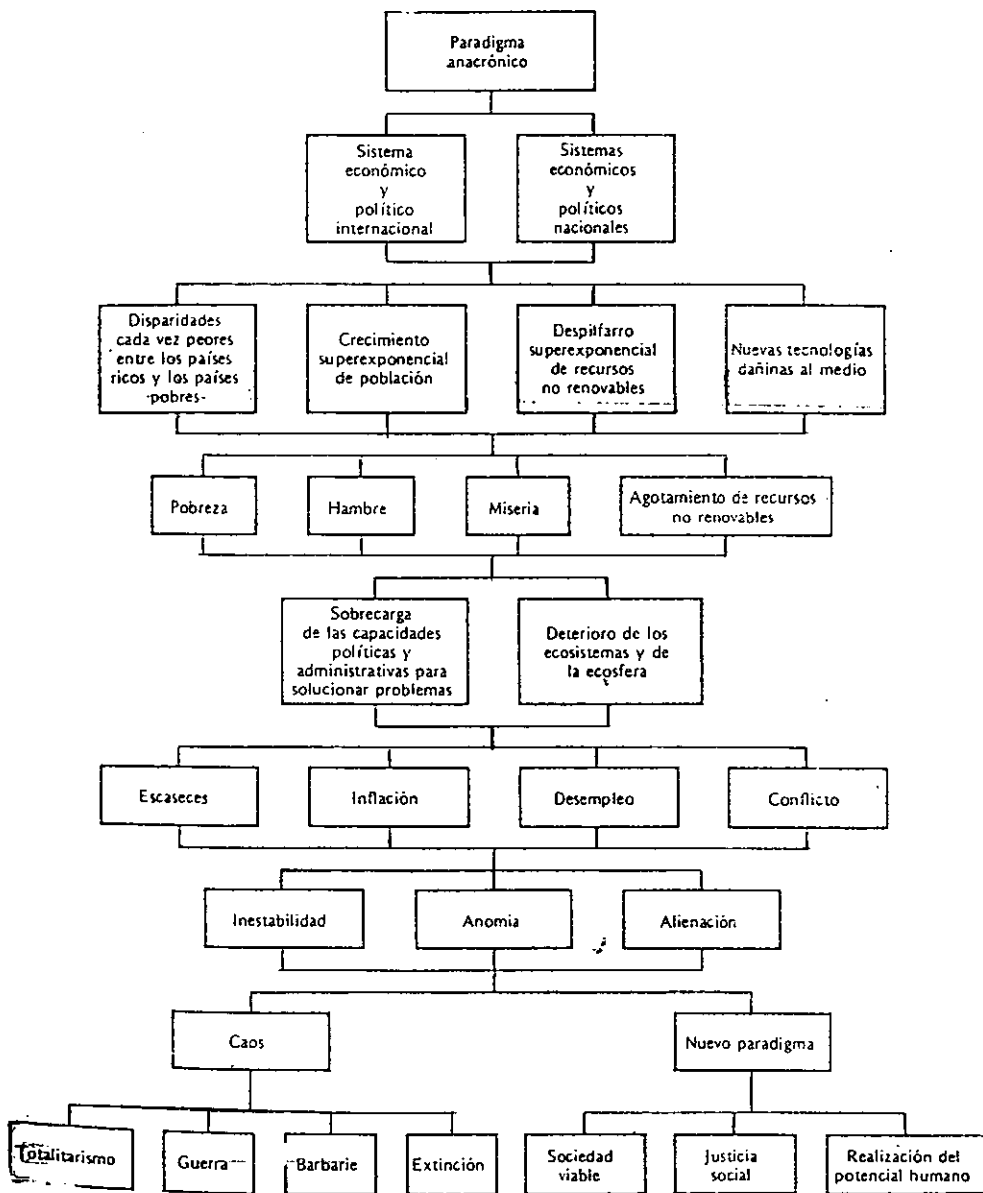 Paradigma
anacrónico
Sistema
económico
y
político
internacional
Sistemas
económicos
y
políticos
nacionales
Disparidades
cada vez peores
entre los países
ricos y los países
-pobres-
Crecimiento
superexponencial
de población
Despilfarro
superexponencial
de recursos
no renovables
Nuevas tecnologías
dañinas al medio
Pobreza
Hambre
Miseria
Agotamiento de recursos
no renovables
Sobrecarga
de las capacidades
políticas y
administrativas para
solucionar problemas
Deterioro de los
ecosistemas y de
la ecosfera
Escaseces
Inflación
Desempleo
Conflicto
Inestabilidad
Anomia
Alienación
Caos
Nuevo paradigma
Totalitarismo
Guerra
Barbarie
Extinción
Sociedad
viable
Justicia
social
Realización del
potencial humano